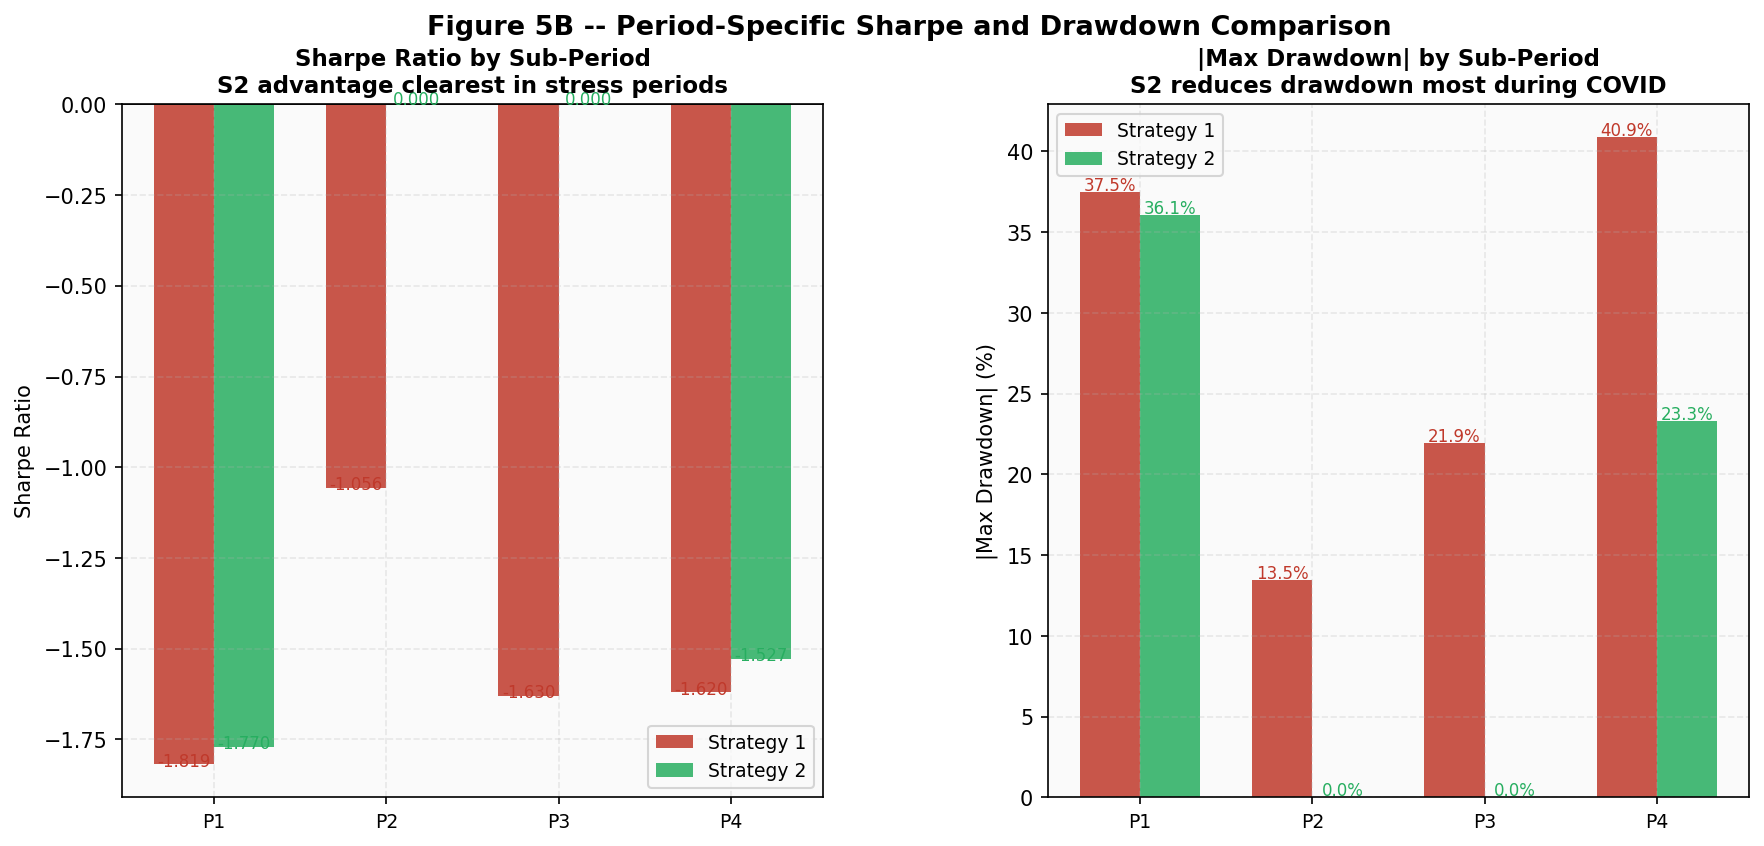 Figure 5B -- Period-Specific Sharpe and Drawdown Comparison
Sharpe Ratio by Sub-Period
S2 advantage clearest in stress periods
Sharpe Ratio
0.00
−0.25
−0.50
−0.75
−1.00
−1.25
−1.50
−1.75
-1.819
-1.770
-1.056
0.000
-1.630
0.000
-1.620
-1.527
P1
P2
P3
P4
Strategy 1
Strategy 2
|Max Drawdown| by Sub-Period
S2 reduces drawdown most during COVID
|Max Drawdown| (%)
40
35
30
25
20
15
10
5
0
Strategy 1
Strategy 2
37.5%
36.1%
13.5%
0.0%
21.9%
0.0%
40.9%
23.3%
P1
P2
P3
P4